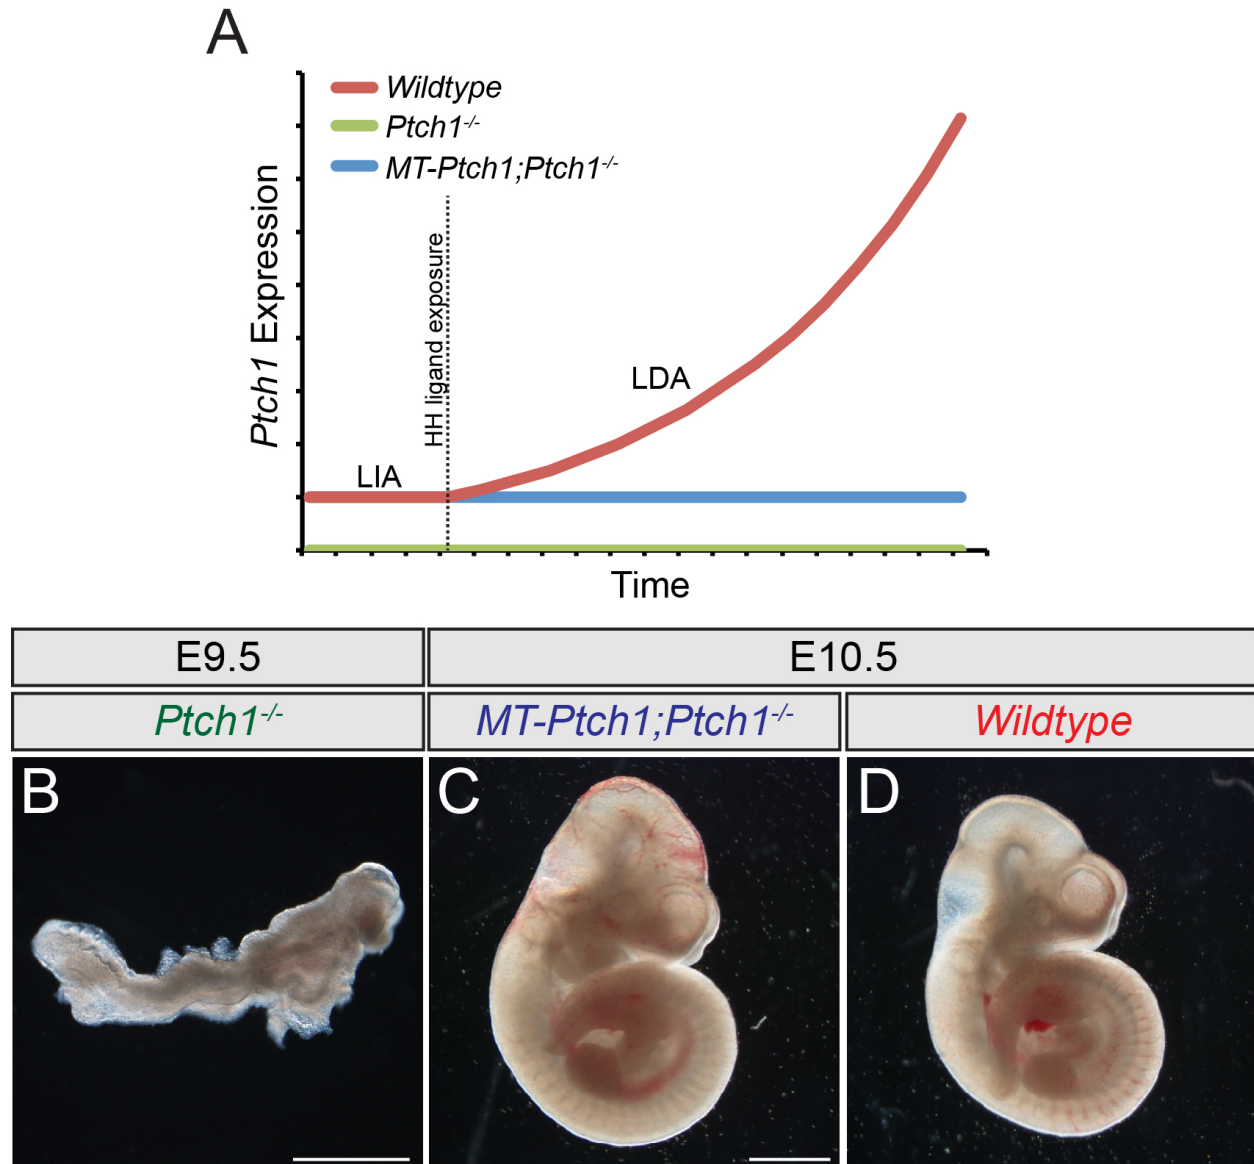 A
Wildtype
Ptch1-/-
MT-Ptch1;Ptch1-/-
Ptch1 Expression
HH ligand exposure
LIA
LDA
Time
E9.5
E10.5
Ptch1-/-
MT-Ptch1;Ptch1-/-
Wildtype
B
C
D